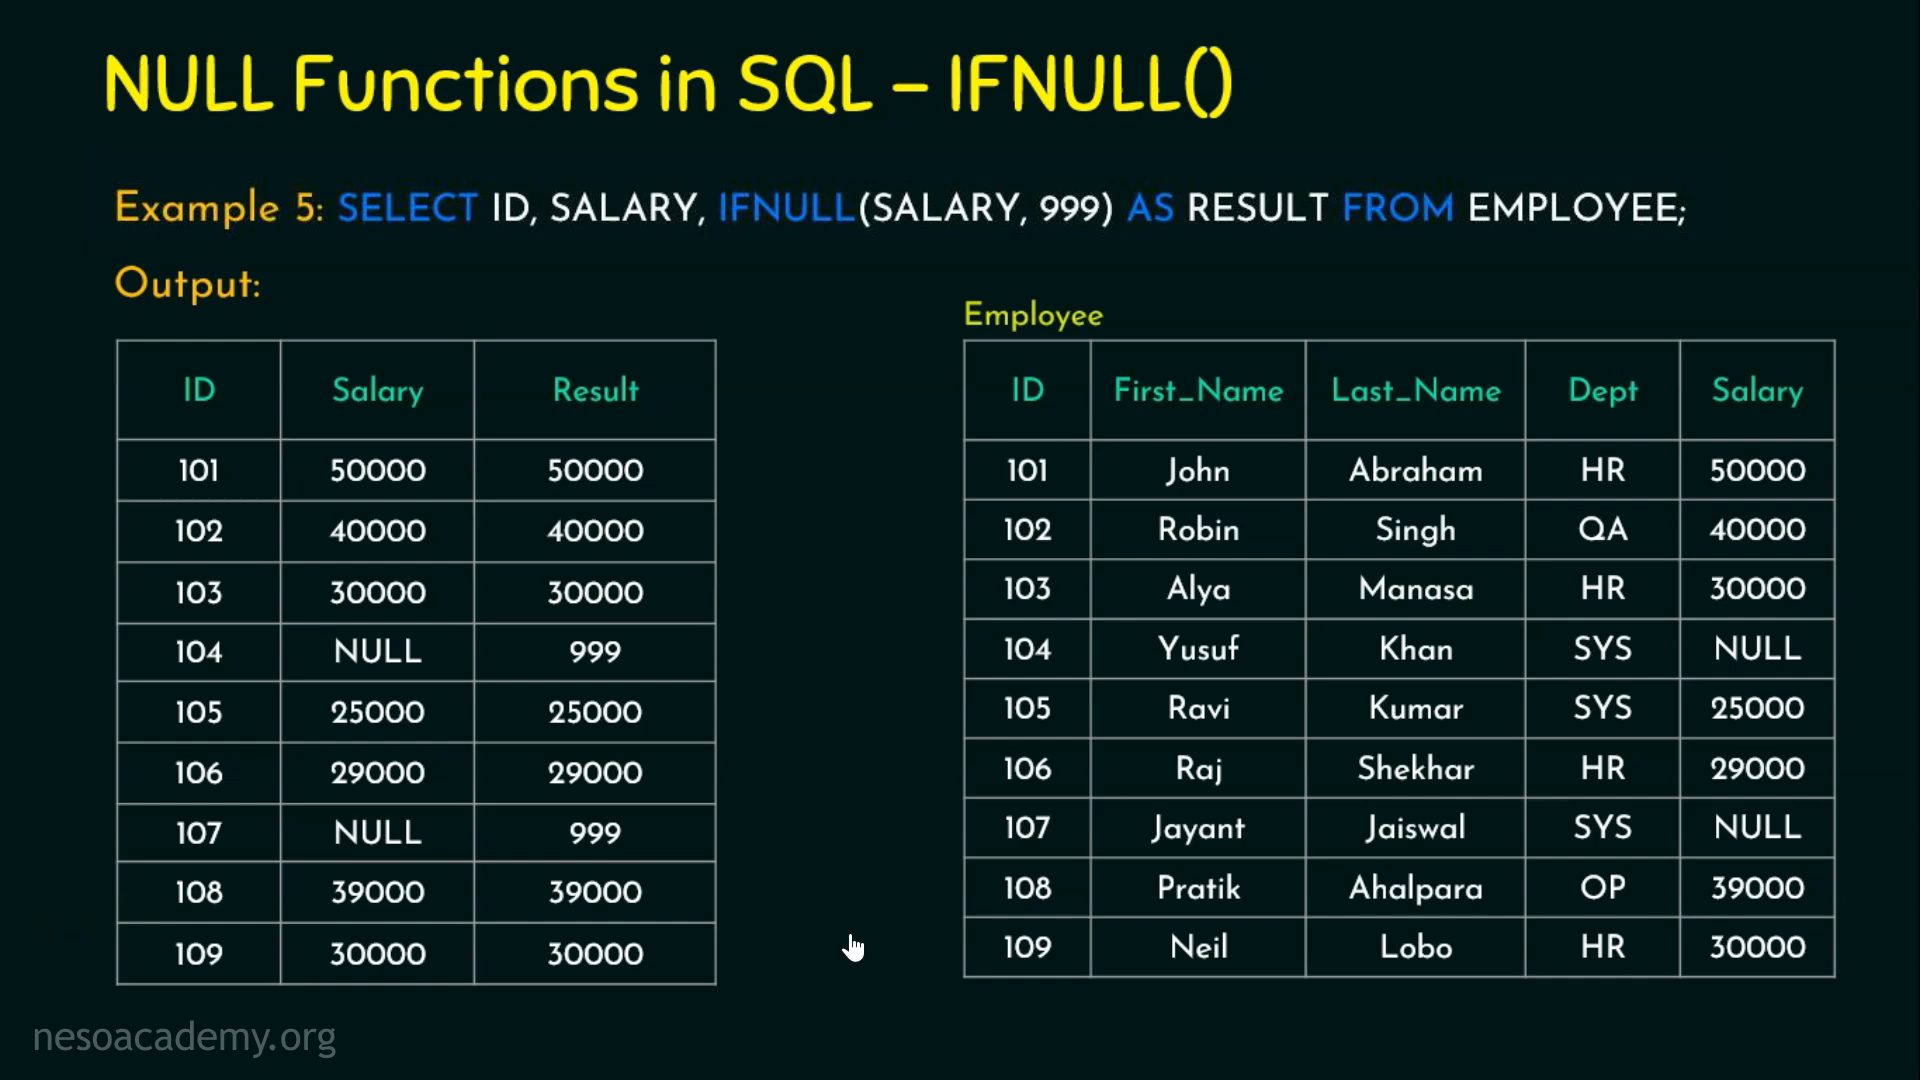 NULL Functions in SQL – IFNULL()
Example 5: SELECT ID, SALARY, IFNULL(SALARY, 999) AS RESULT FROM EMPLOYEE;
Output:
ID Salary Result
101 50000 50000
102 40000 40000
103 30000 30000
104 NULL 999
105 25000 25000
106 29000 29000
107 NULL 999
108 39000 39000
109 30000 30000
Employee
ID First_Name Last_Name Dept Salary
101 John Abraham HR 50000
102 Robin Singh QA 40000
103 Alya Manasa HR 30000
104 Yusuf Khan SYS NULL
105 Ravi Kumar SYS 25000
106 Raj Shekhar HR 29000
107 Jayant Jaiswal SYS NULL
108 Pratik Ahalpara OP 39000
109 Neil Lobo HR 30000
nesoacademy.org